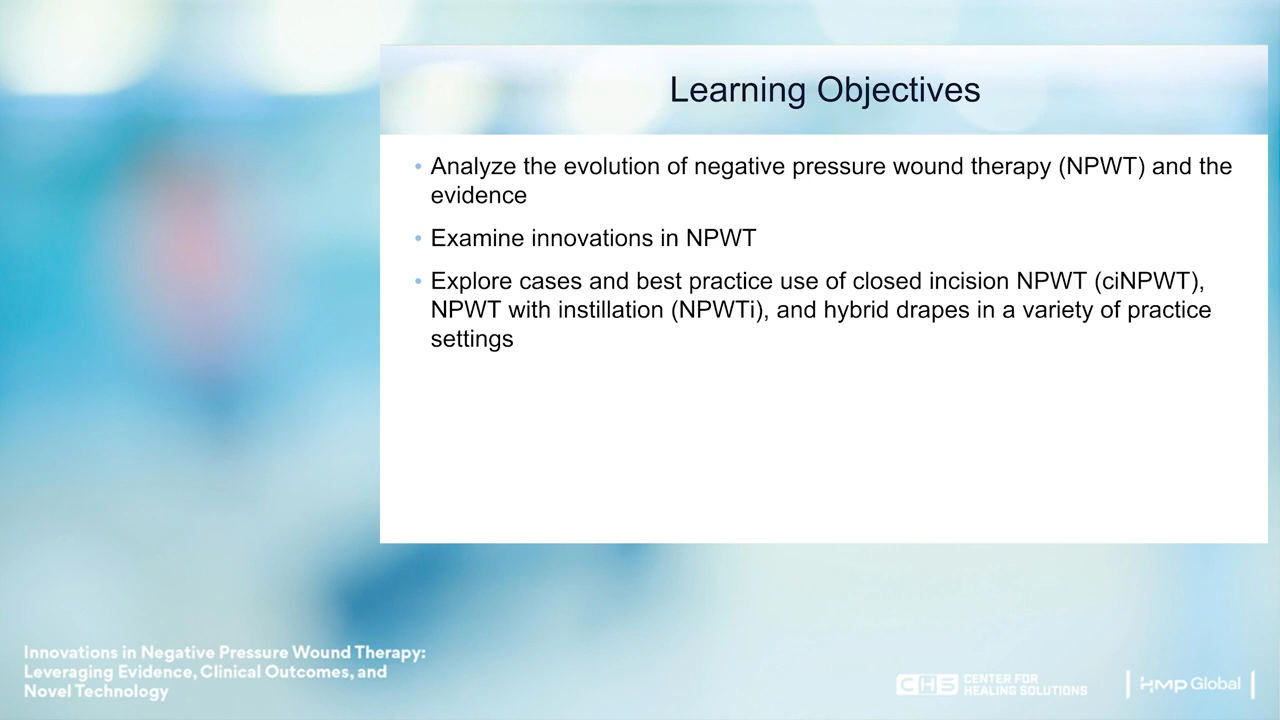 Learning Objectives
• Analyze the evolution of negative pressure wound therapy (NPWT) and the
evidence
• Examine innovations in NPWT
• Explore cases and best practice use of closed incision NPWT (ciNPWT),
NPWT with instillation (NPWTi), and hybrid drapes in a variety of practice
settings
Innovations in Negative Pressure Wound Therapy:
Leveraging Evidence, Clinical Outcomes, and
Novel Technology
CHS CENTER FOR
HEALING SOLUTIONS
HMP Global